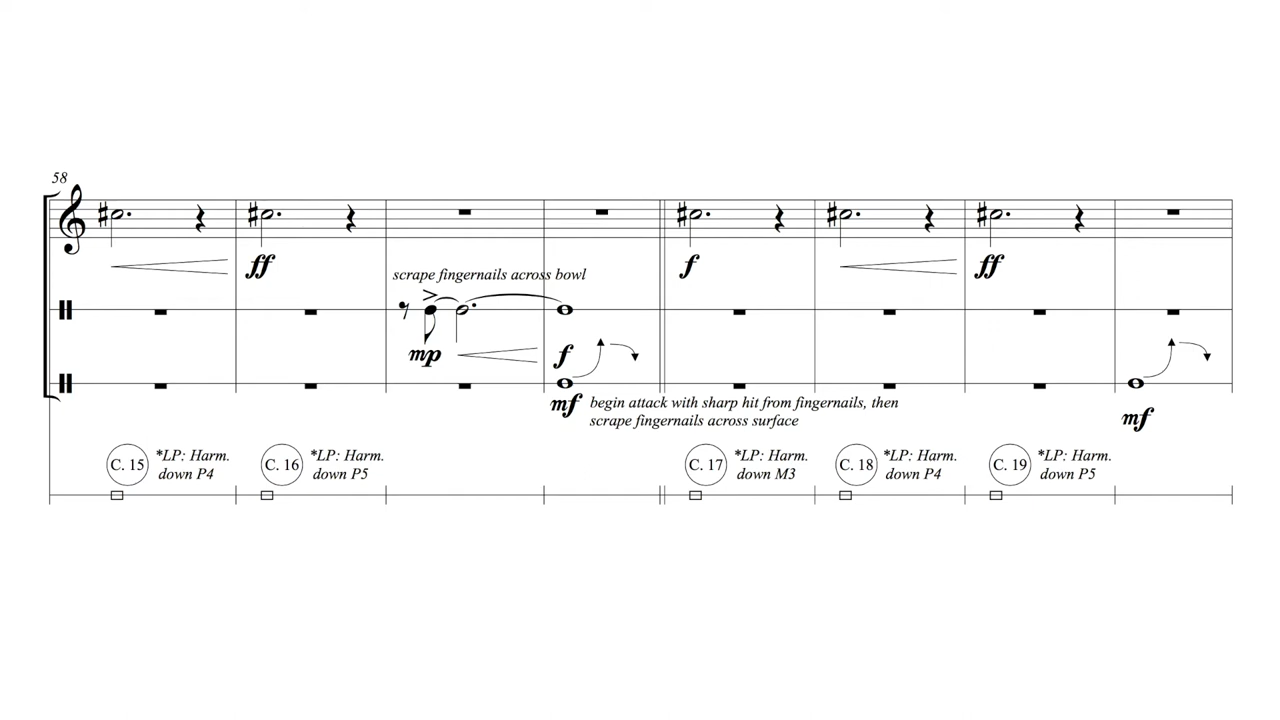 58
ff
f
ff
scrape fingernails across bowl
mp
f
mf
begin attack with sharp hit from fingernails, then
scrape fingernails across surface
mf
C. 15
*LP: Harm.
down P4
C. 16
*LP: Harm.
down P5
C. 17
*LP: Harm.
down M3
C. 18
*LP: Harm.
down P4
C. 19
*LP: Harm.
down P5